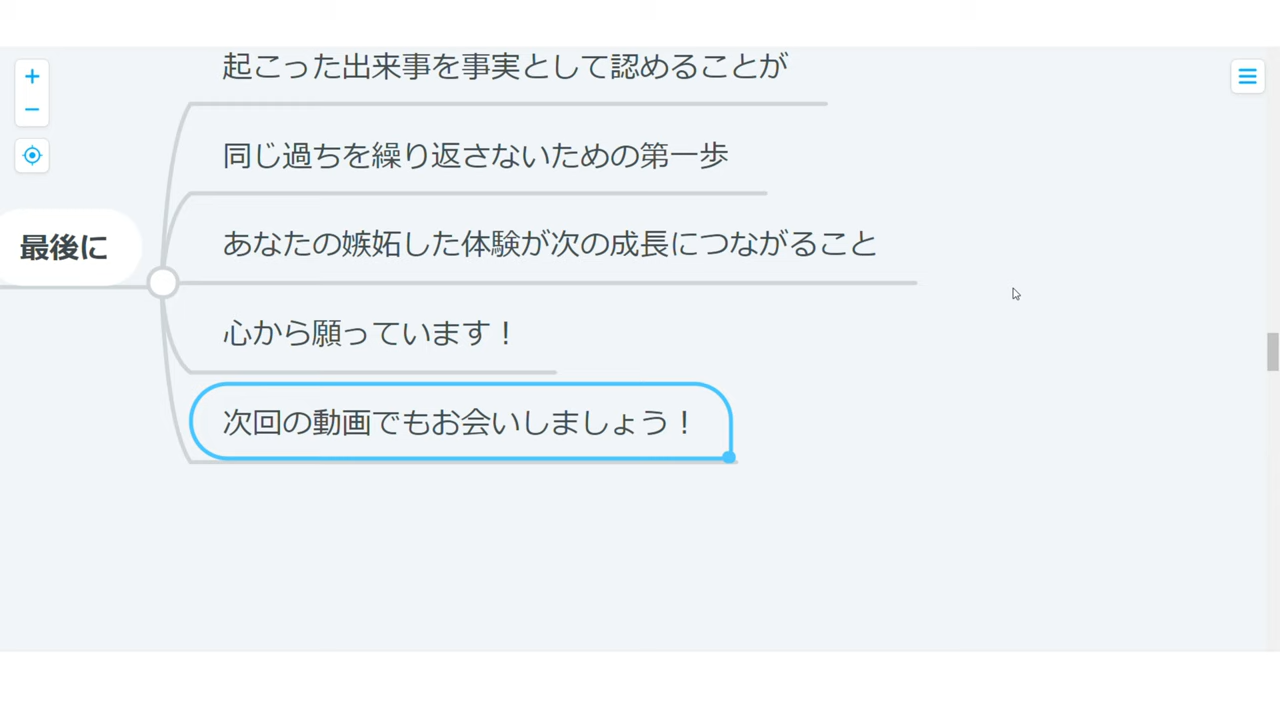 起こった出来事を事実として認めることが
同じ過ちを繰り返さないための第一歩
最後に
あなたの嫉妬した体験が次の成長につながること
心から願っています！
次回の動画でもお会いしましょう！